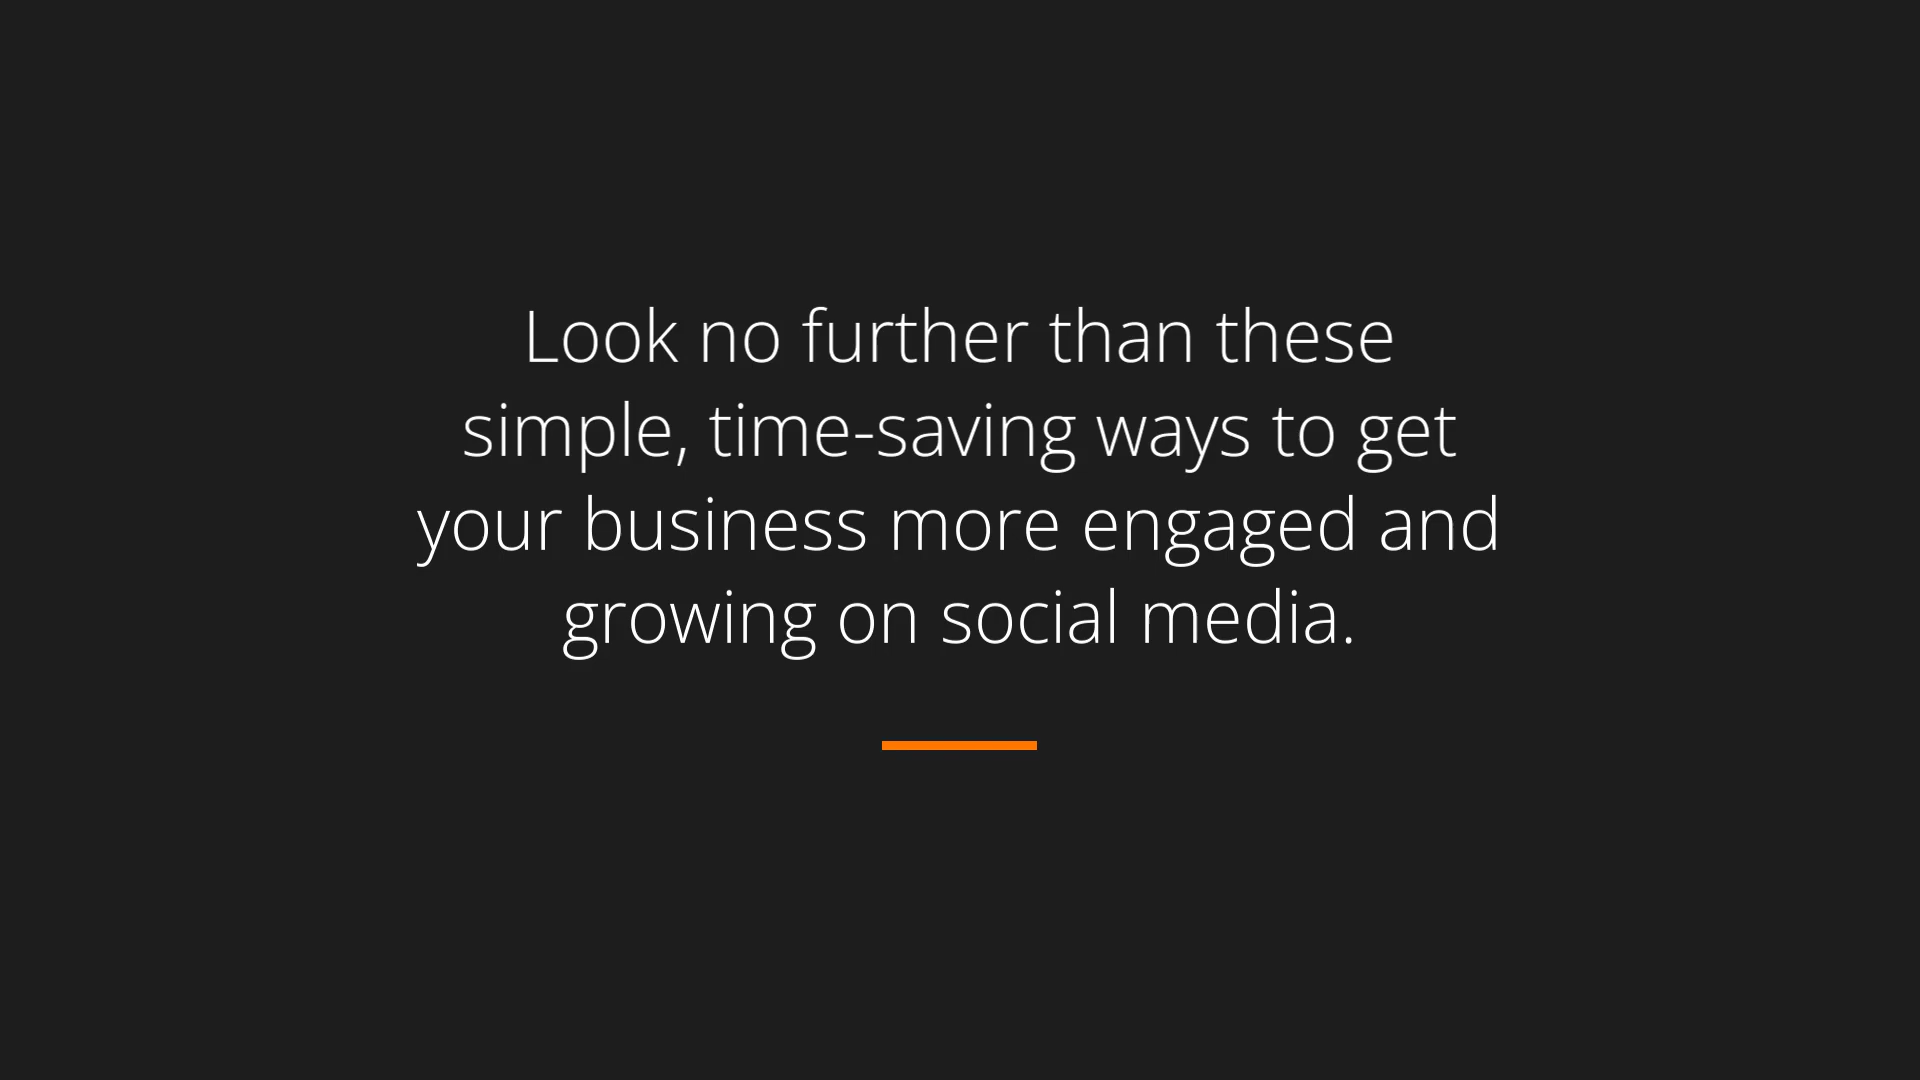 Look no further than these
simple, time-saving ways to get
your business more engaged and
growing on social media.